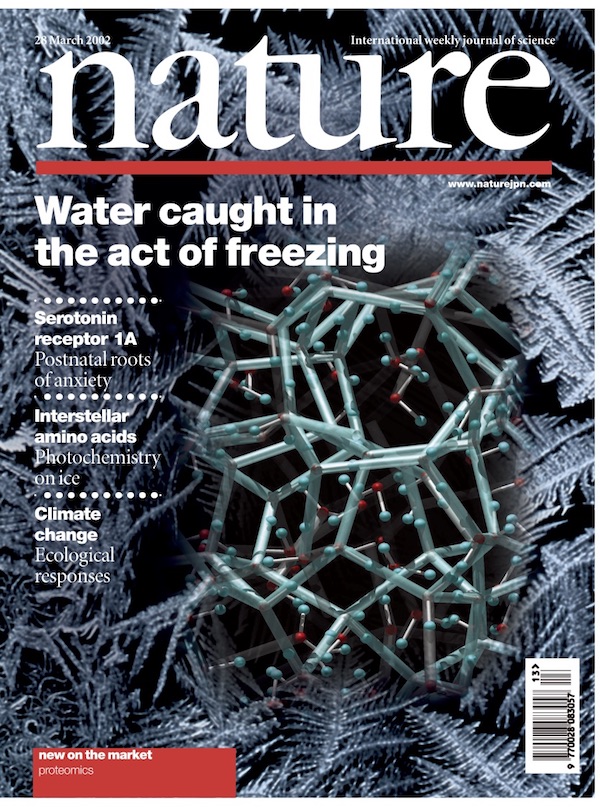 28 March 2002
International weekly journal of science
nature
www.naturejpn.com
Water caught in
the act of freezing
Serotonin
receptor 1A
Postnatal roots
of anxiety
Interstellar
amino acids
Photochemistry
on ice
Climate
change
Ecological
responses
new on the market
proteomics
13>
9 770028 083057